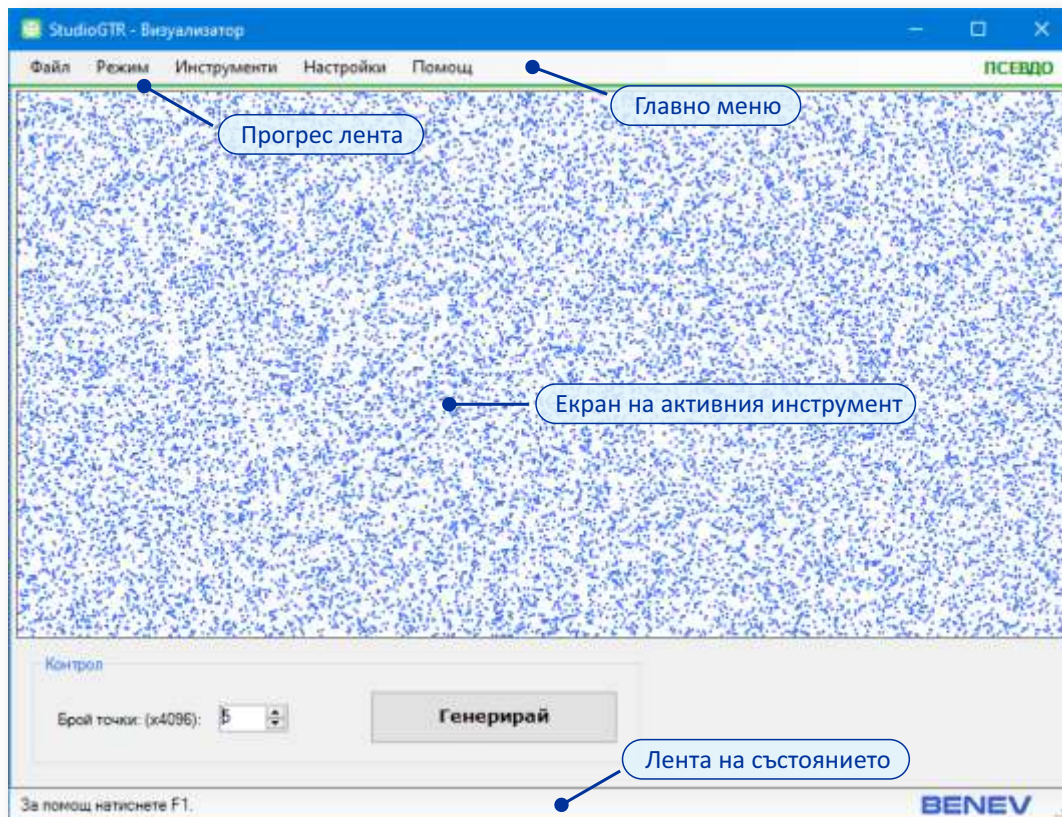 StudioGTR - Визуализатор
Файл Режим Инструменти Настройки Помощ ПСЕВДО
Главно меню
Прогрес лента
Екран на активния инструмент
Контрол
Брой точки: (x4096): 5 Генерирай
Лента на състоянието
За помощ натиснете F1. BENEV